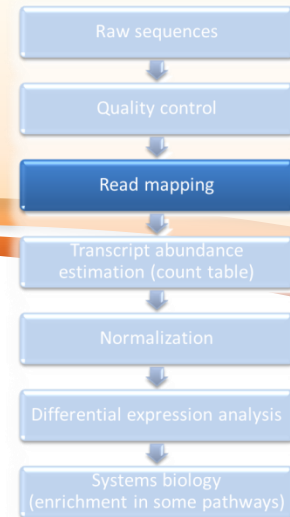 Raw sequences
Quality control
Read mapping
Transcript abundance
estimation (count table)
Normalization
Differential expression analysis
Systems biology
(enrichment in some pathways)